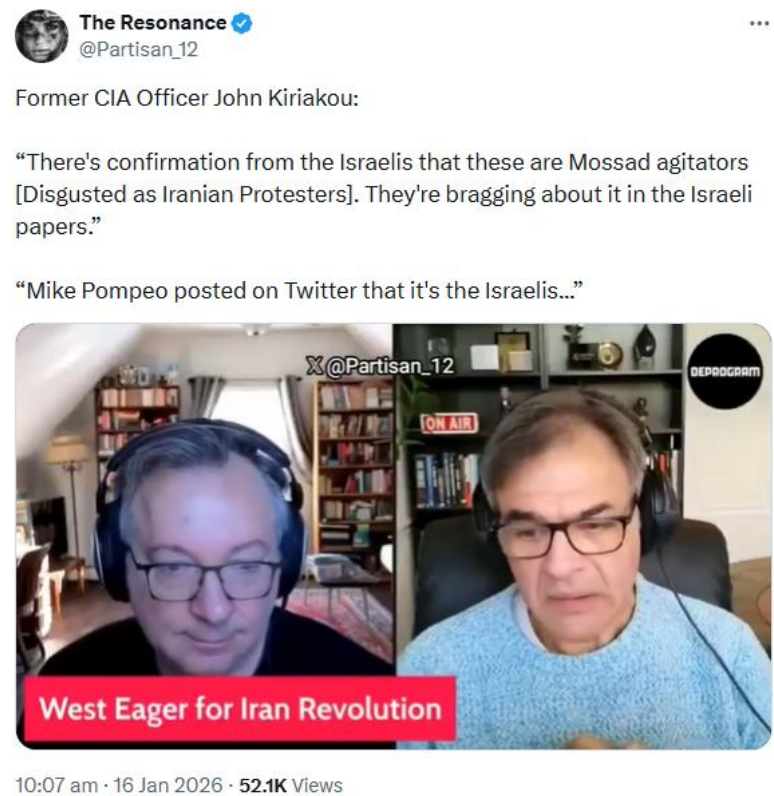 The Resonance
@Partisan_12
Former CIA Officer John Kiriakou:
“There's confirmation from the Israelis that these are Mossad agitators
[Disgusted as Iranian Protesters]. They're bragging about it in the Israeli
papers.”
“Mike Pompeo posted on Twitter that it's the Israelis...”
X@Partisan_12
DEPROGRAM
ON AIR
West Eager for Iran Revolution
10:07 am · 16 Jan 2026 · 52.1K Views